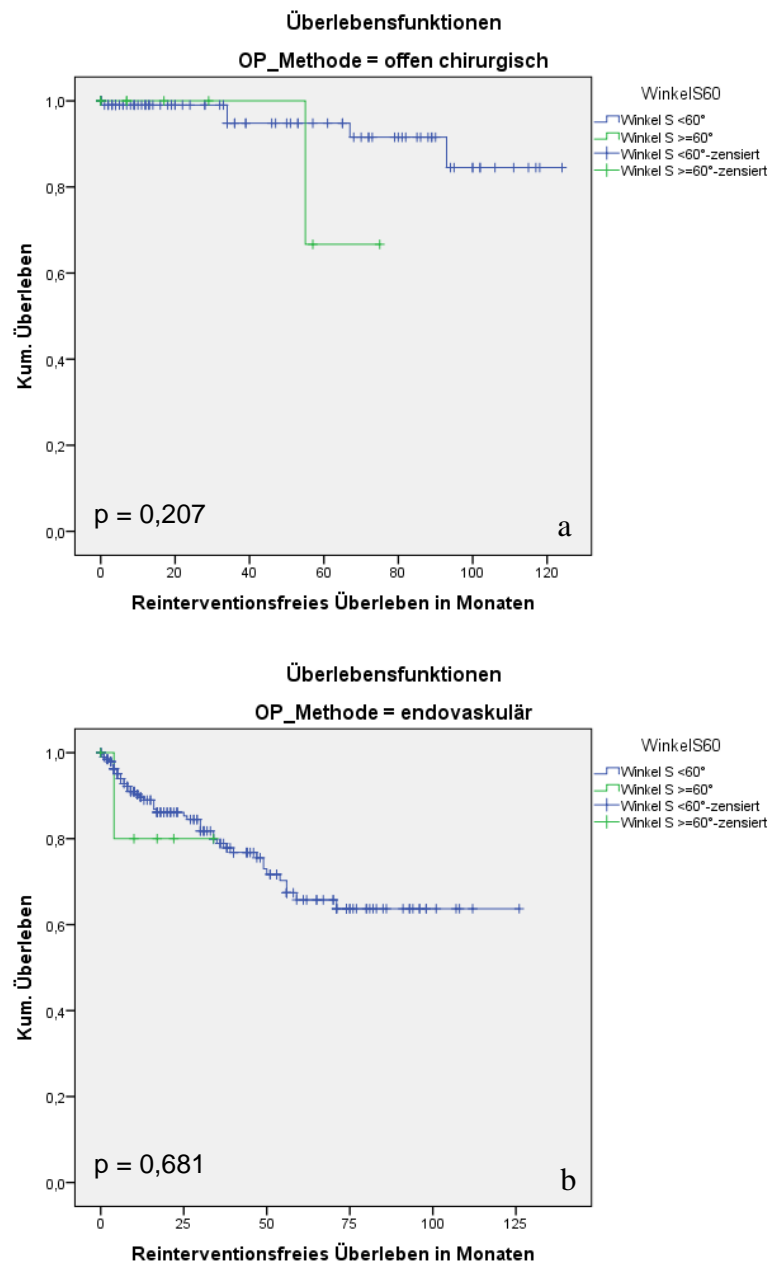 Überlebensfunktionen
OP_Methode = offen chirurgisch
WinkelS60
Winkel S <60°
Winkel S >=60°
Winkel S <60°-zensiert
Winkel S >=60°-zensiert
Kum. Überleben
1,0
0,8
0,6
0,4
0,2
0,0
p = 0,207
a
0 20 40 60 80 100 120
Reinterventionsfreies Überleben in Monaten
Überlebensfunktionen
OP_Methode = endovaskulär
WinkelS60
Winkel S <60°
Winkel S >=60°
Winkel S <60°-zensiert
Winkel S >=60°-zensiert
Kum. Überleben
1,0
0,8
0,6
0,4
0,2
0,0
p = 0,681
b
0 25 50 75 100 125
Reinterventionsfreies Überleben in Monaten